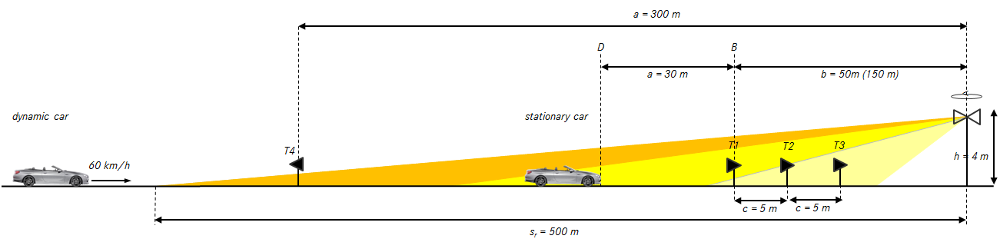 a = 300 m
D
B
a = 30 m
b = 50m (150 m)
A
dynamic car
stationary car
T4
T1
T2
T3
60 km/h
h = 4 m
c = 5 m
c = 5 m
sr = 500 m